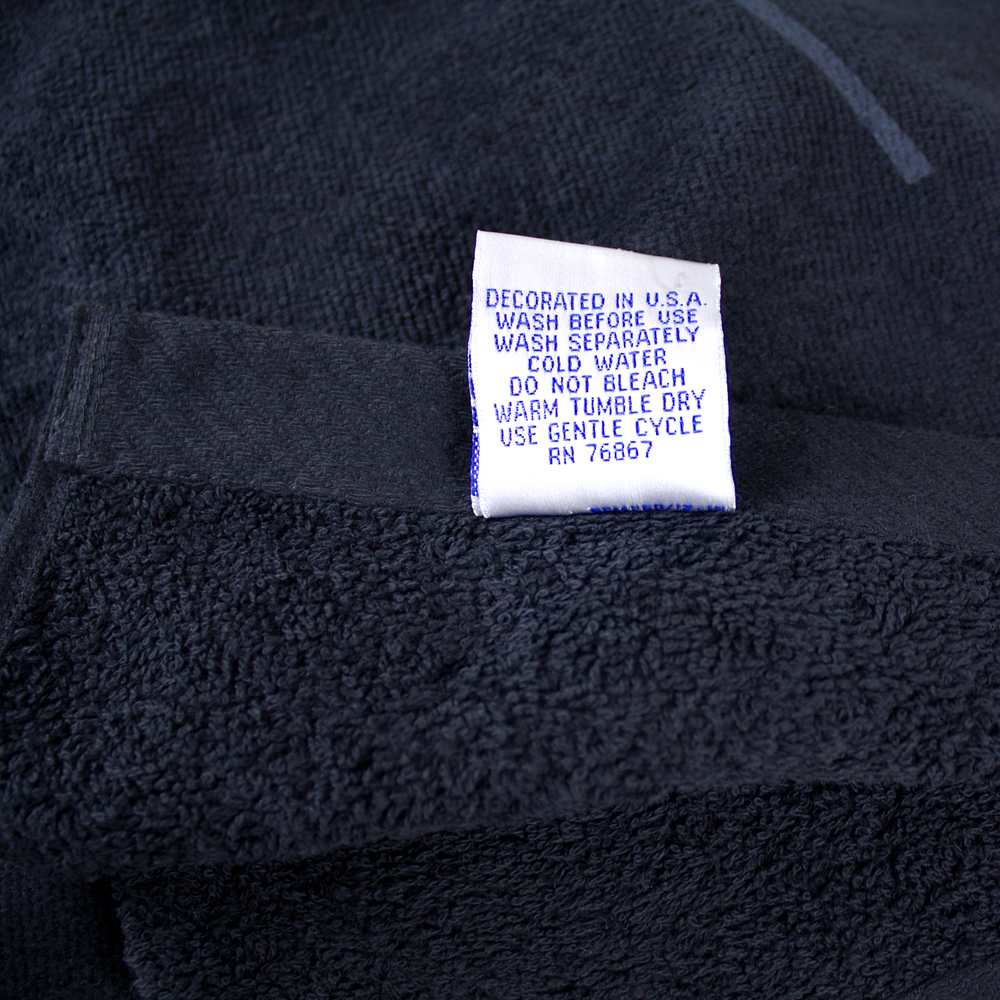 DECORATED IN U.S.A.
WASH BEFORE USE
WASH SEPARATELY
COLD WATER
DO NOT BLEACH
WARM TUMBLE DRY
USE GENTLE CYCLE
RN 76867